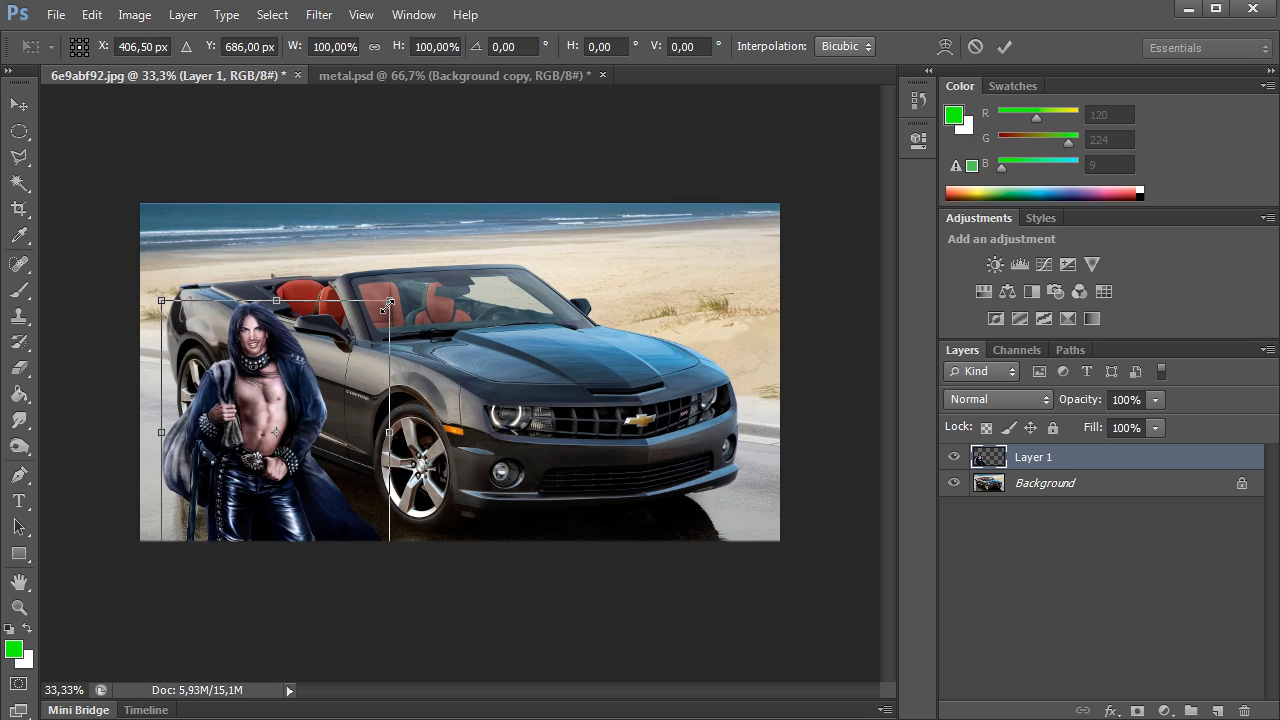 Ps File Edit Image Layer Type Select Filter View Window Help
X: 406,50 px Y: 686,00 px W: 100,00% H: 100,00% 0,00 ° H: 0,00 ° V: 0,00 ° Interpolation: Bicubic Essentials
6e9abf92.jpg @ 33,3% (Layer 1, RGB/8#) * × metal.psd @ 66,7% (Background copy, RGB/8#) * ×
Color Swatches
R 120
G 224
B 9
Adjustments Styles
Add an adjustment
Layers Channels Paths
Kind
Normal Opacity: 100%
Lock: Fill: 100%
Layer 1
Background
33,33% Doc: 5,93M/15,1M
Mini Bridge Timeline